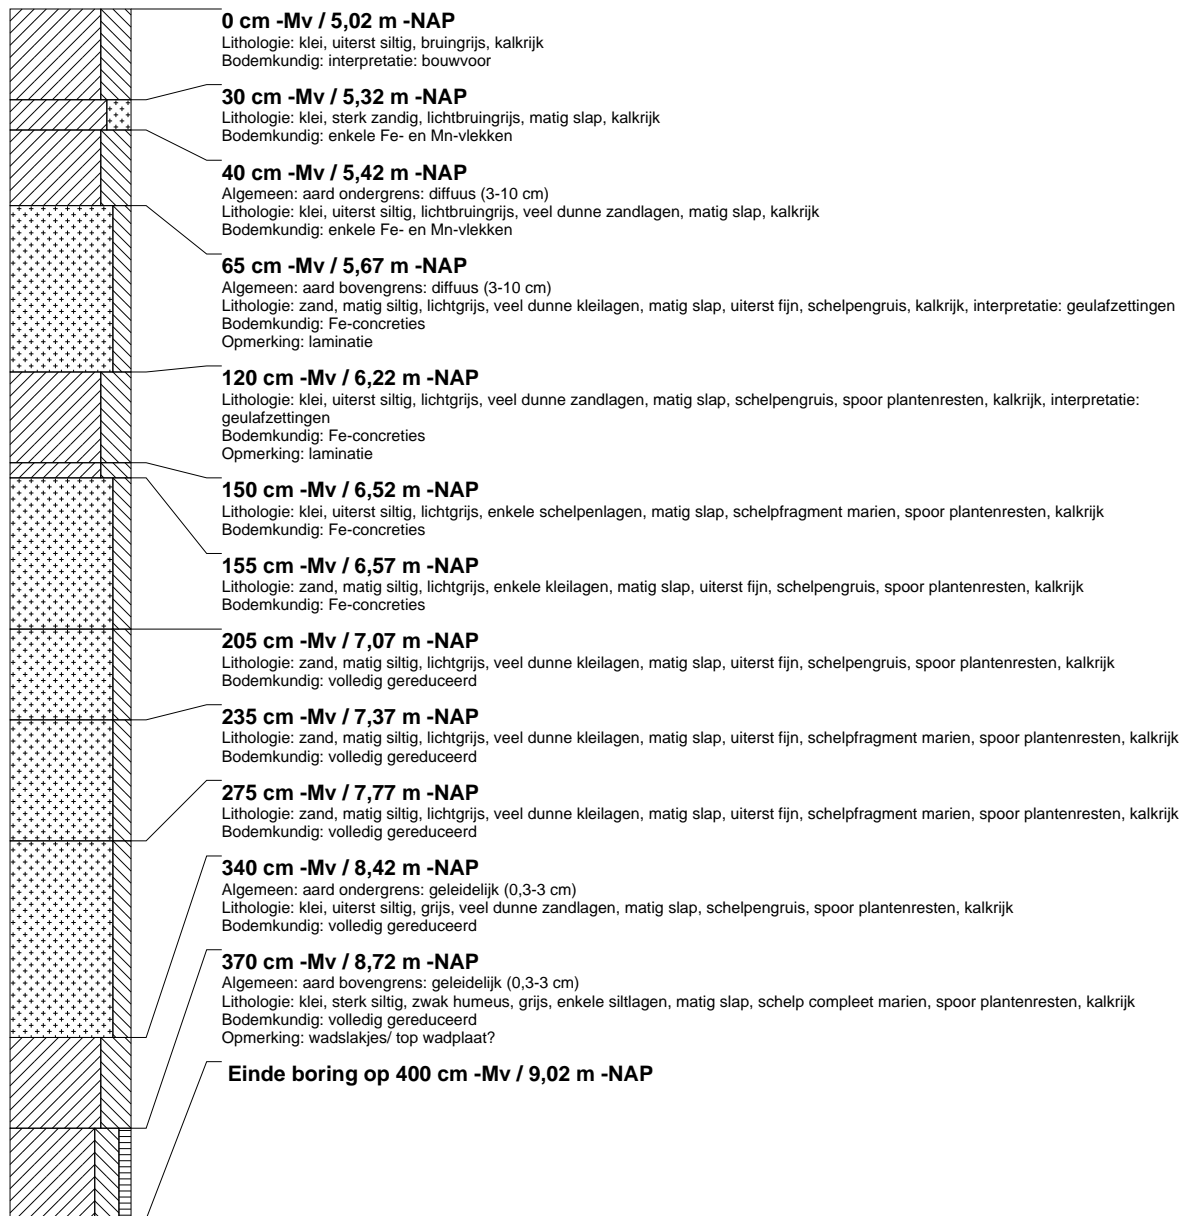 0 cm -Mv / 5,02 m -NAP
Lithologie: klei, uiterst siltig, bruingrijs, kalkrijk
Bodemkundig: interpretatie: bouwvoor
30 cm -Mv / 5,32 m -NAP
Lithologie: klei, sterk zandig, lichtbruingrijs, matig slap, kalkrijk
Bodemkundig: enkele Fe- en Mn-vlekken
40 cm -Mv / 5,42 m -NAP
Algemeen: aard ondergrens: diffuus (3-10 cm)
Lithologie: klei, uiterst siltig, lichtbruingrijs, veel dunne zandlagen, matig slap, kalkrijk
Bodemkundig: enkele Fe- en Mn-vlekken
65 cm -Mv / 5,67 m -NAP
Algemeen: aard bovengrens: diffuus (3-10 cm)
Lithologie: zand, matig siltig, lichtgrijs, veel dunne kleilagen, matig slap, uiterst fijn, schelpengruis, kalkrijk, interpretatie: geulafzettingen
Bodemkundig: Fe-concreties
Opmerking: laminatie
120 cm -Mv / 6,22 m -NAP
Lithologie: klei, uiterst siltig, lichtgrijs, veel dunne zandlagen, matig slap, schelpengruis, spoor plantenresten, kalkrijk, interpretatie:
geulafzettingen
Bodemkundig: Fe-concreties
Opmerking: laminatie
150 cm -Mv / 6,52 m -NAP
Lithologie: klei, uiterst siltig, lichtgrijs, enkele schelpenlagen, matig slap, schelpfragment marien, spoor plantenresten, kalkrijk
Bodemkundig: Fe-concreties
155 cm -Mv / 6,57 m -NAP
Lithologie: zand, matig siltig, lichtgrijs, enkele kleilagen, matig slap, uiterst fijn, schelpengruis, spoor plantenresten, kalkrijk
Bodemkundig: Fe-concreties
205 cm -Mv / 7,07 m -NAP
Lithologie: zand, matig siltig, lichtgrijs, veel dunne kleilagen, matig slap, uiterst fijn, schelpengruis, spoor plantenresten, kalkrijk
Bodemkundig: volledig gereduceerd
235 cm -Mv / 7,37 m -NAP
Lithologie: zand, matig siltig, lichtgrijs, veel dunne kleilagen, matig slap, uiterst fijn, schelpfragment marien, spoor plantenresten, kalkrijk
Bodemkundig: volledig gereduceerd
275 cm -Mv / 7,77 m -NAP
Lithologie: zand, matig siltig, lichtgrijs, veel dunne kleilagen, matig slap, uiterst fijn, schelpfragment marien, spoor plantenresten, kalkrijk
Bodemkundig: volledig gereduceerd
340 cm -Mv / 8,42 m -NAP
Algemeen: aard ondergrens: geleidelijk (0,3-3 cm)
Lithologie: klei, uiterst siltig, grijs, veel dunne zandlagen, matig slap, schelpengruis, spoor plantenresten, kalkrijk
Bodemkundig: volledig gereduceerd
370 cm -Mv / 8,72 m -NAP
Algemeen: aard bovengrens: geleidelijk (0,3-3 cm)
Lithologie: klei, sterk siltig, zwak humeus, grijs, enkele siltlagen, matig slap, schelp compleet marien, spoor plantenresten, kalkrijk
Bodemkundig: volledig gereduceerd
Opmerking: wadslakjes/ top wadplaat?
Einde boring op 400 cm -Mv / 9,02 m -NAP